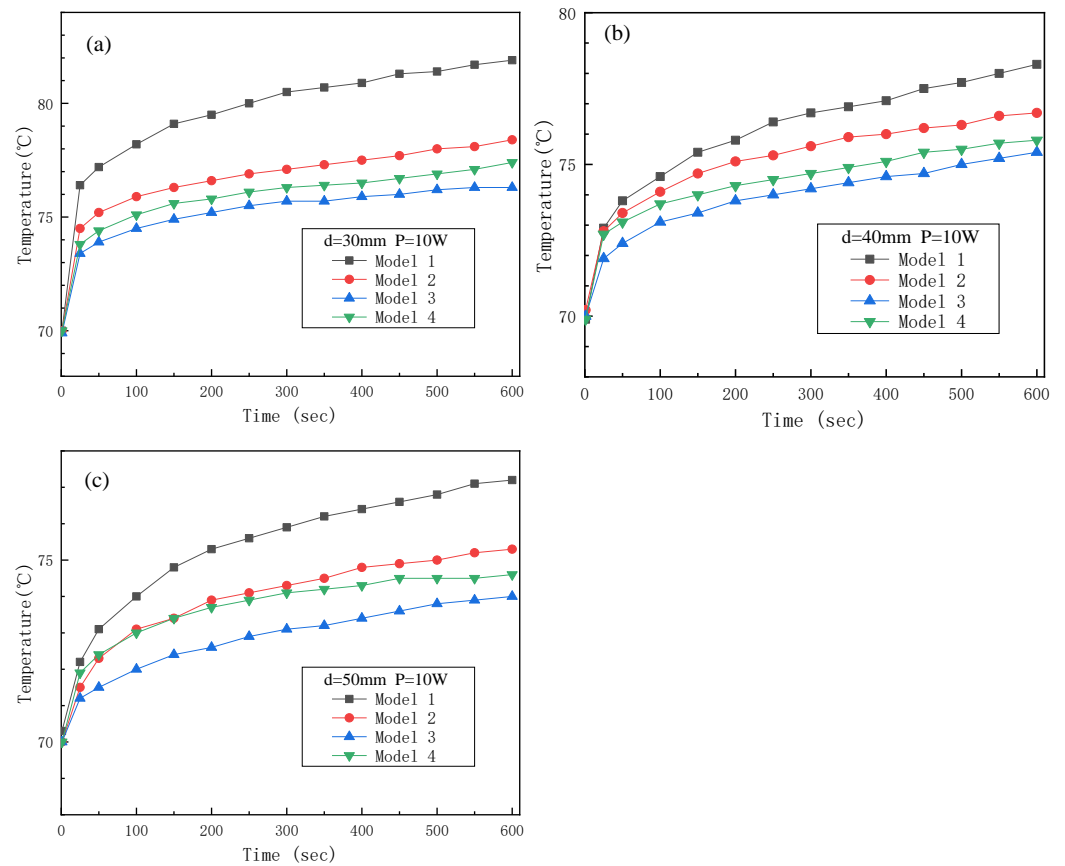 (a)
80
75
70
Temperature(℃)
d=30mm P=10W
Model 1
Model 2
Model 3
Model 4
0 100 200 300 400 500 600
Time (sec)
(b)
80
75
70
Temperature(℃)
d=40mm P=10W
Model 1
Model 2
Model 3
Model 4
0 100 200 300 400 500 600
Time (sec)
(c)
75
70
Temperature(℃)
d=50mm P=10W
Model 1
Model 2
Model 3
Model 4
0 100 200 300 400 500 600
Time (sec)